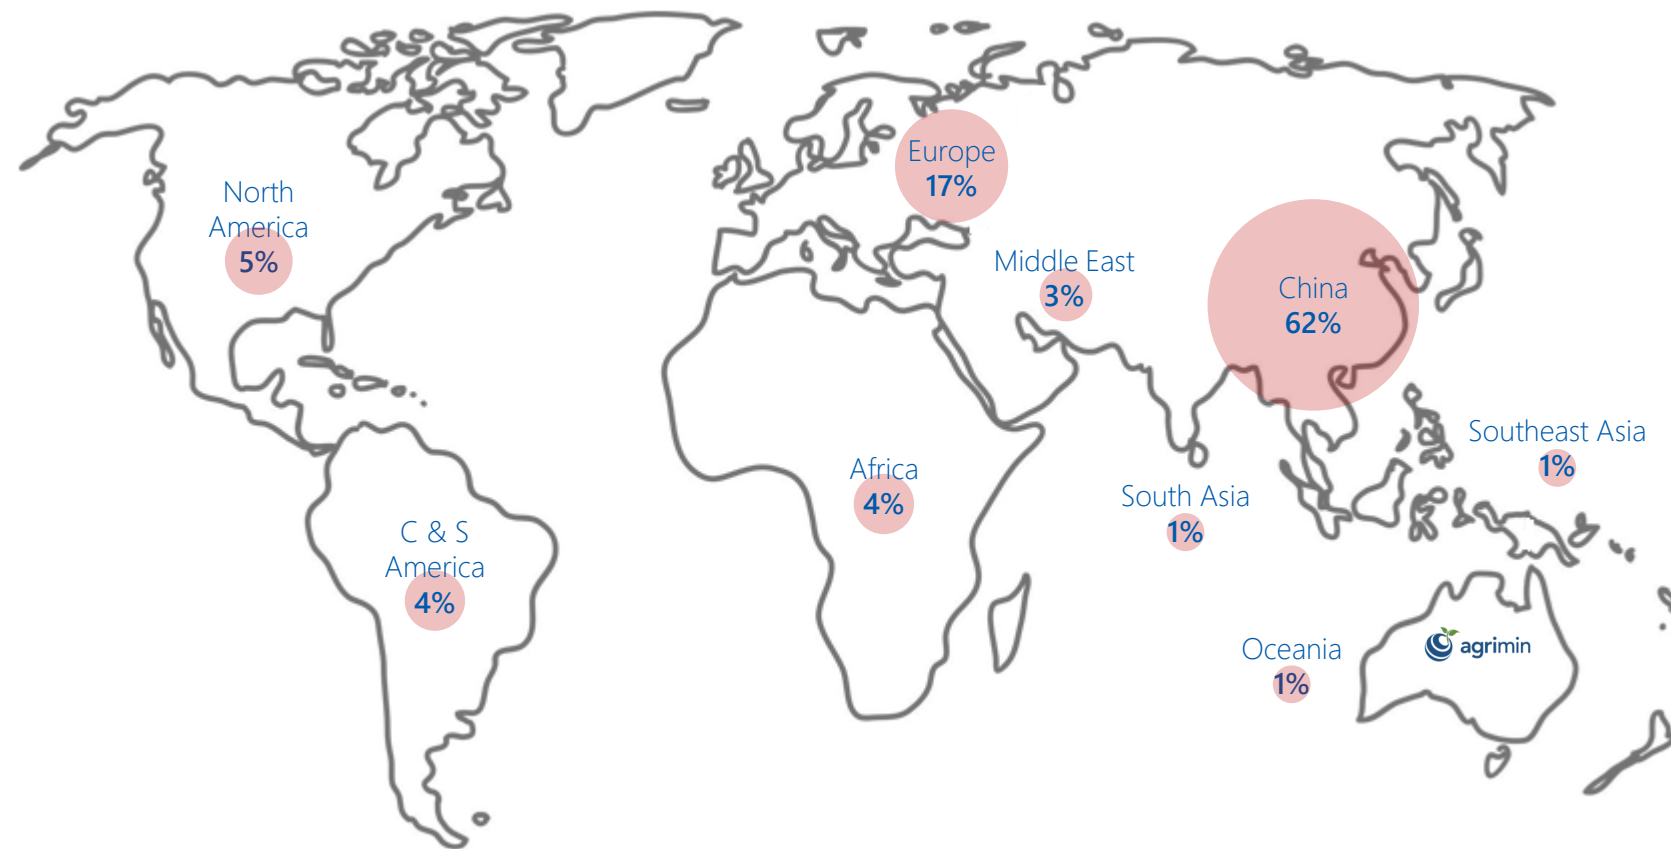 North
America
5%
Europe
17%
Middle East
3%
China
62%
Southeast Asia
1%
Africa
4%
South Asia
1%
C & S
America
4%
Oceania
1%
agrimin